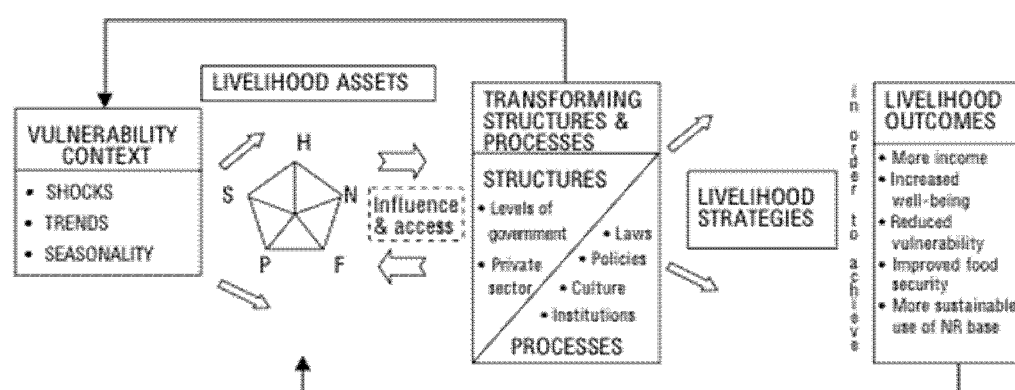 LIVELIHOOD ASSETS
VULNERABILITY
CONTEXT
• SHOCKS
• TRENDS
• SEASONALITY
H
S
N
P
F
Influence
& access
TRANSFORMING
STRUCTURES &
PROCESSES
STRUCTURES
• Levels of
government
• Private
sector
• Laws
• Policies
• Culture
• Institutions
PROCESSES
LIVELIHOOD
STRATEGIES
in order to achieve
LIVELIHOOD
OUTCOMES
• More income
• Increased
well-being
• Reduced
vulnerability
• Improved food
security
• More sustainable
use of NR base